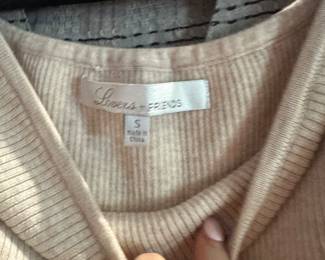 Lovers + FRIENDS
S
Made in
China